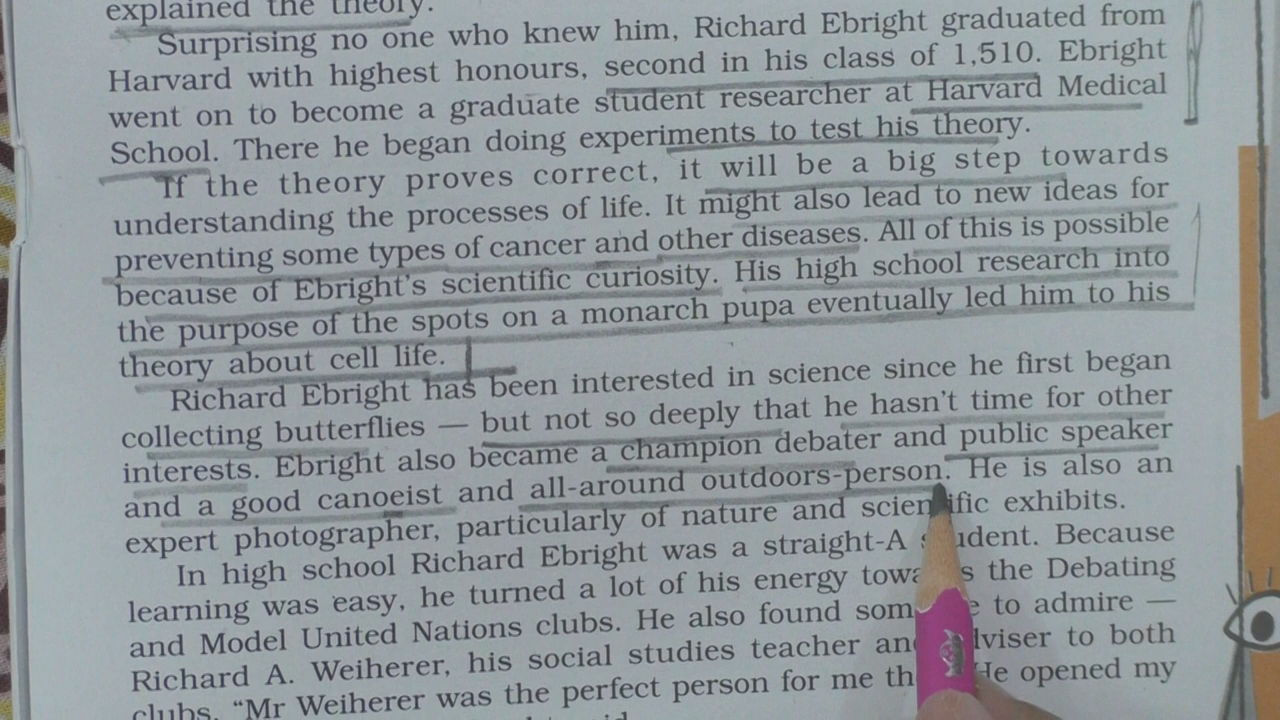 explained the theory.
Surprising no one who knew him, Richard Ebright graduated from
Harvard with highest honours, second in his class of 1,510. Ebright
went on to become a graduate student researcher at Harvard Medical
School. There he began doing experiments to test his theory.
If the theory proves correct, it will be a big step towards
understanding the processes of life. It might also lead to new ideas for
preventing some types of cancer and other diseases. All of this is possible
because of Ebright's scientific curiosity. His high school research into
the purpose of the spots on a monarch pupa eventually led him to his
theory about cell life.
Richard Ebright has been interested in science since he first began
collecting butterflies — but not so deeply that he hasn't time for other
interests. Ebright also became a champion debater and public speaker
and a good canoeist and all-around outdoors-person. He is also an
expert photographer, particularly of nature and scientific exhibits.
In high school Richard Ebright was a straight-A student. Because
learning was easy, he turned a lot of his energy towards the Debating
and Model United Nations clubs. He also found someone to admire —
Richard A. Weiherer, his social studies teacher and adviser to both
clubs. "Mr Weiherer was the perfect person for me then. He opened my